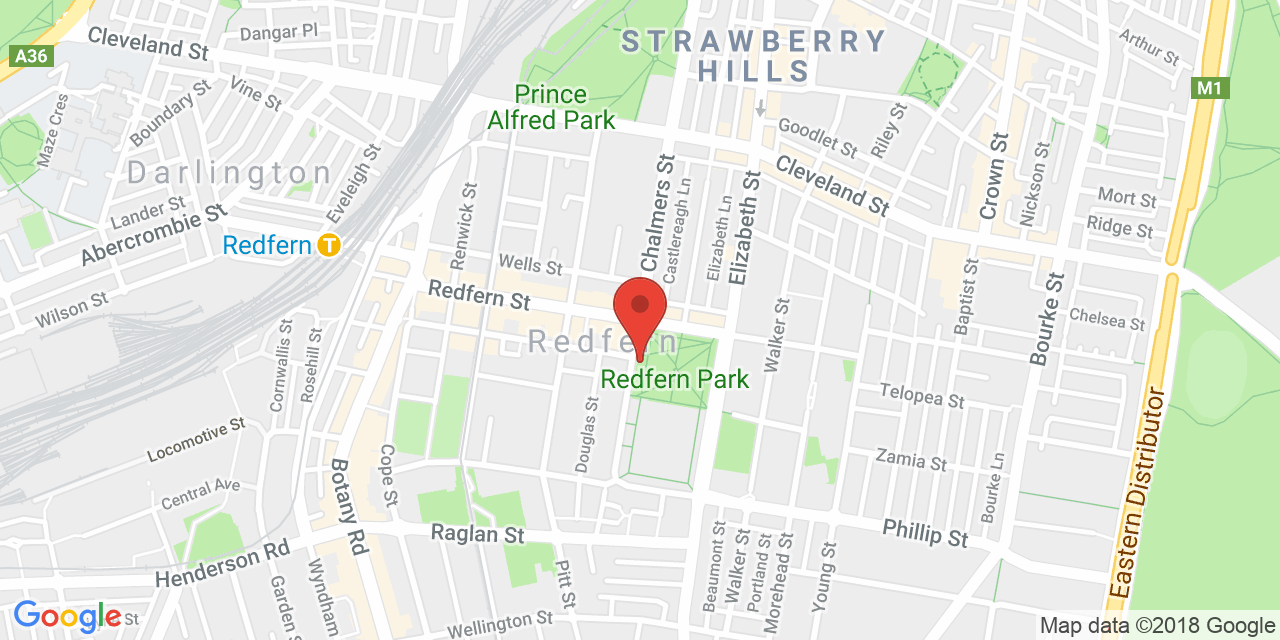 Cleveland St
Dangar Pl
A36
STRAWBERRY
HILLS
Arthur St
M1
Vine St
Boundary St
Maze Cres
Prince
Alfred Park
Goodlet St
Riley St
Darlington
Eveleigh St
Lander St
Abercrombie St
Redfern
T
Renwick St
Chalmers St
Castlereagh Ln
Elizabeth Ln
Elizabeth St
Cleveland St
Crown St
Nickson St
Mort St
Ridge St
Wilson St
Wells St
Redfern St
Redfern
Redfern Park
Walker St
Baptist St
Bourke St
Chelsea St
Cornwallis St
Rosehill St
Locomotive St
Douglas St
Telopea St
Zamia St
Bourke Ln
Eastern Distributor
Central Ave
Cope St
Botany Rd
Henderson Rd
Raglan St
Phillip St
Garden St
Wyndham
Pitt St
Wellington St
Beaumont St
Walker St
Portland St
Morehead St
Young St
Google
St
Map data ©2018 Google